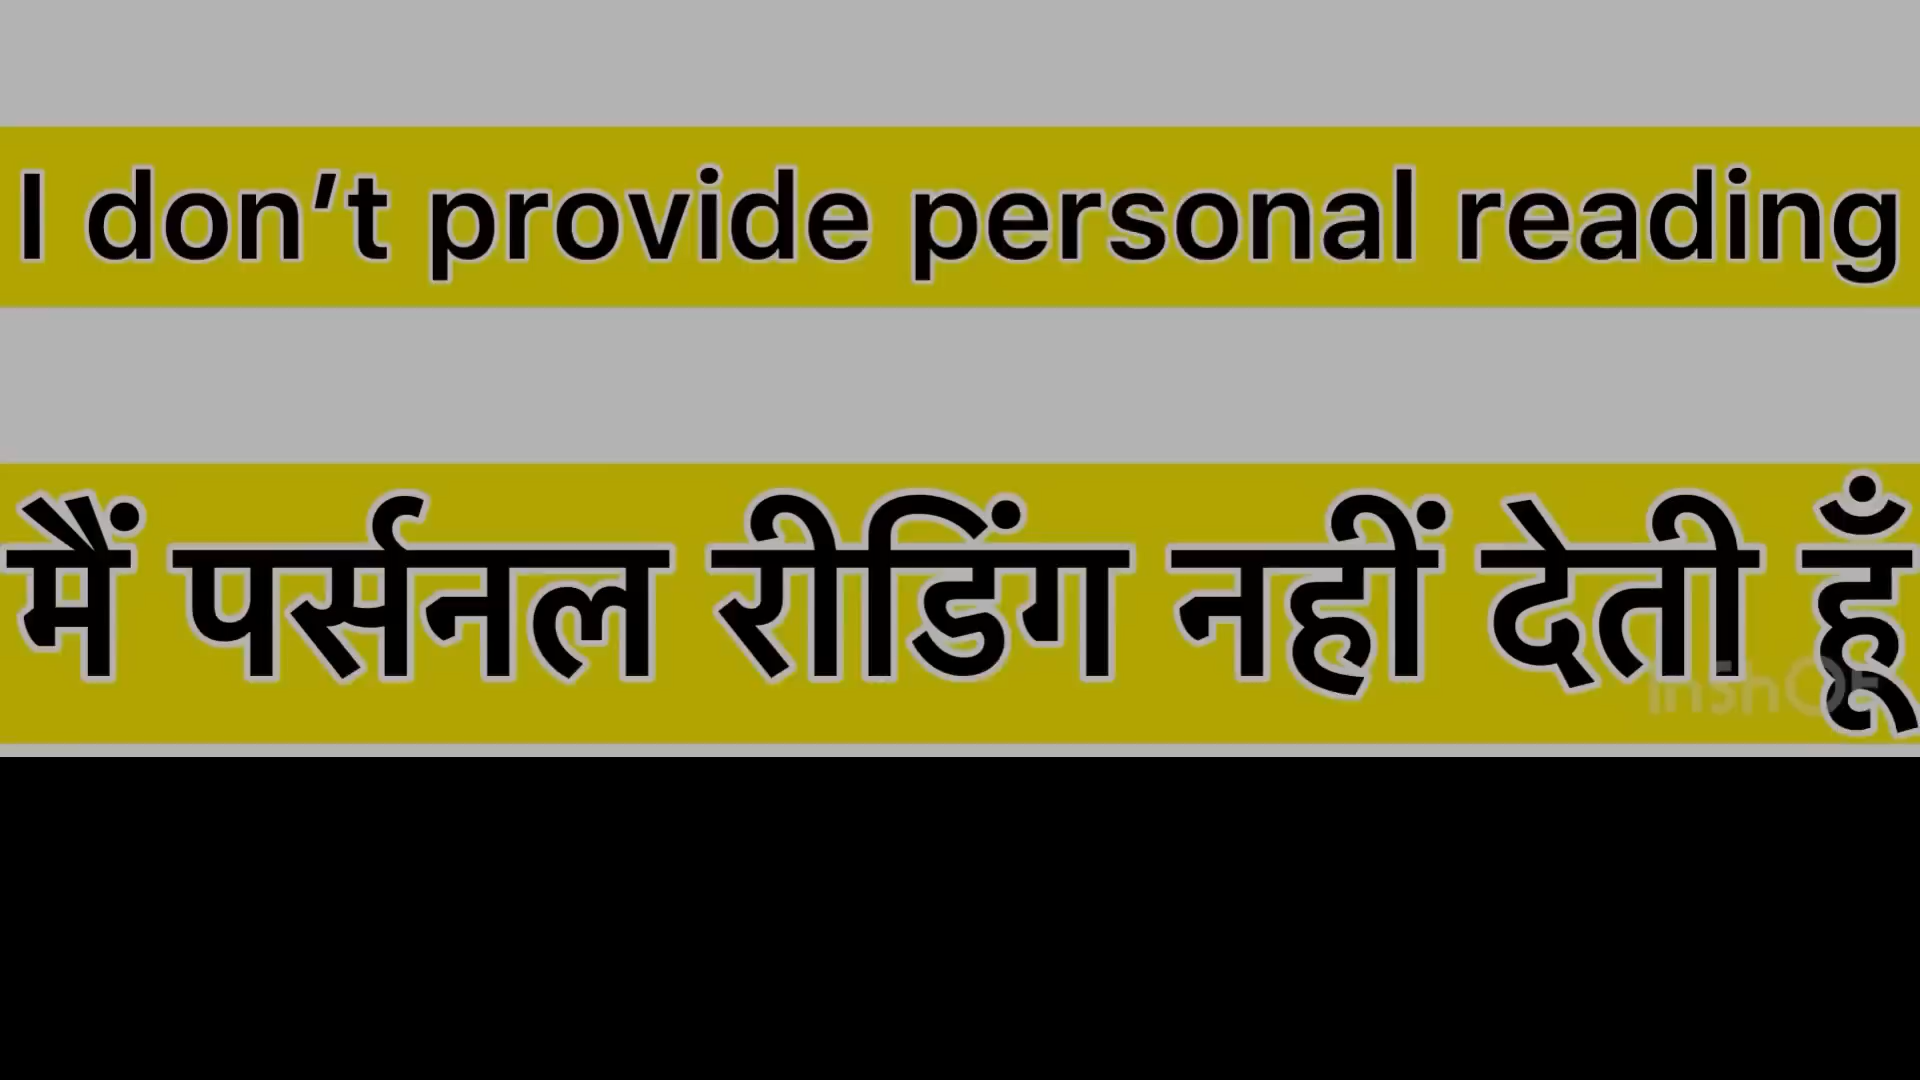 I don’t provide personal reading
मैं पर्सनल रीडिंग नहीं देती हूँ